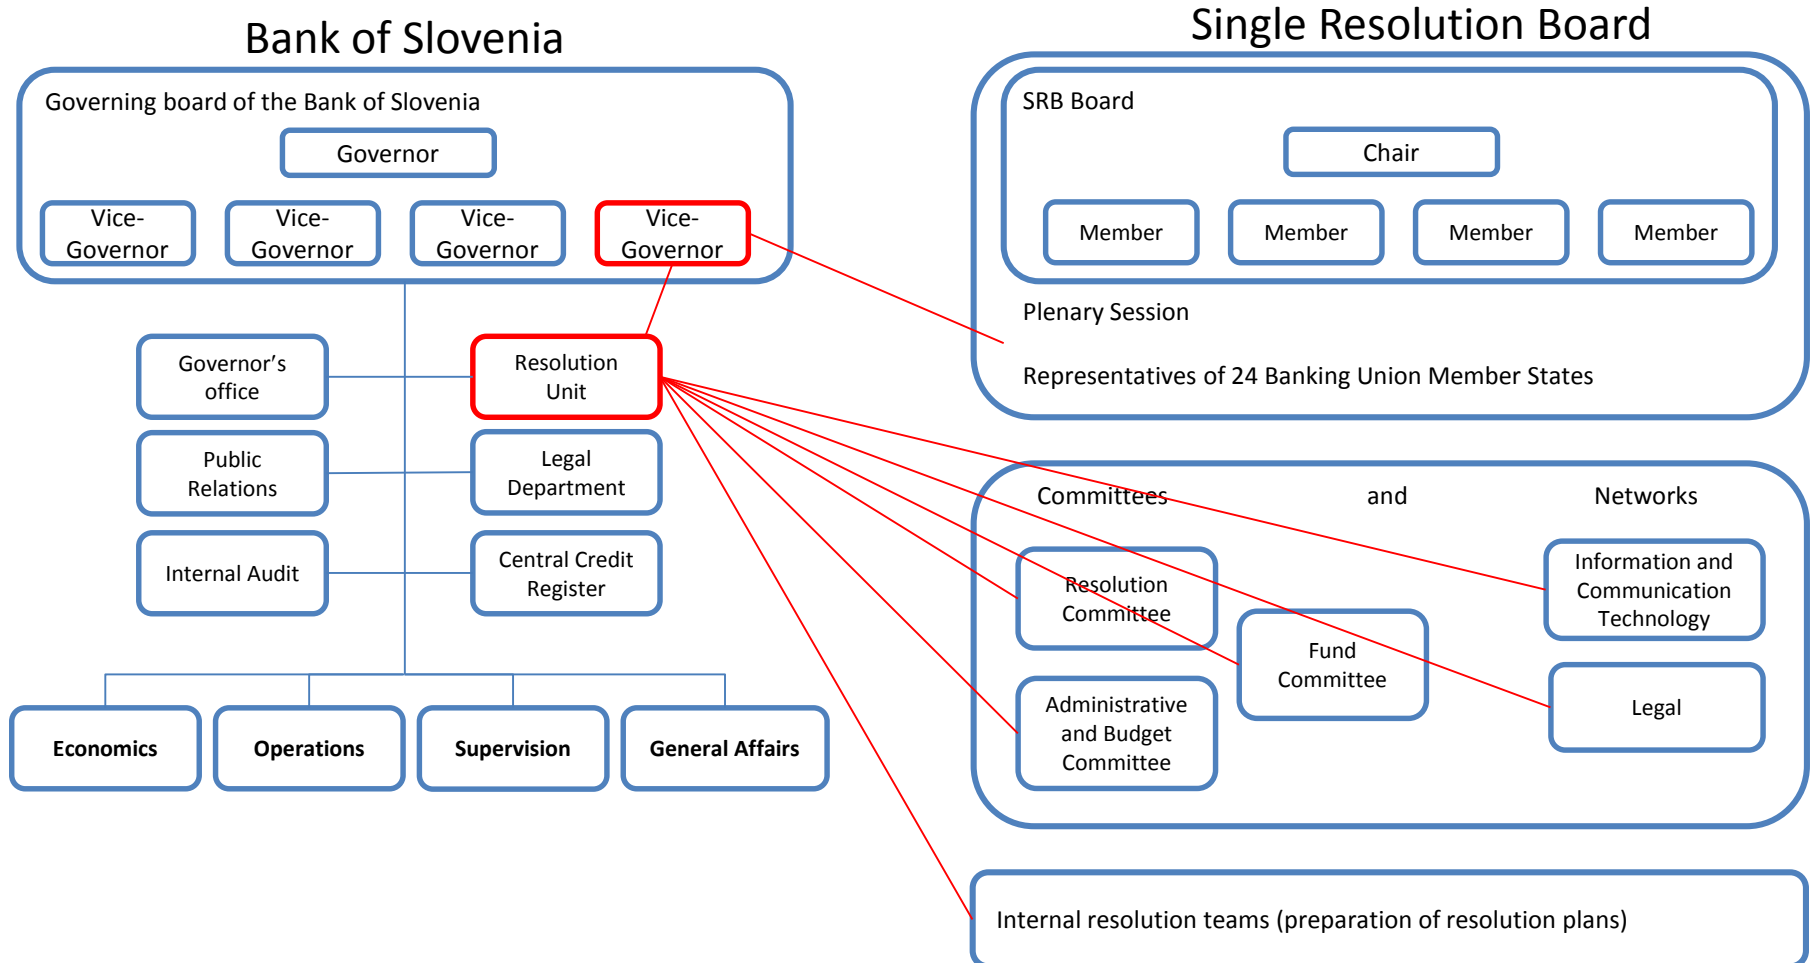 Bank of Slovenia
Governing board of the Bank of Slovenia
Governor
Vice-
Governor
Vice-
Governor
Vice-
Governor
Vice-
Governor
Governor’s
office
Resolution
Unit
Public
Relations
Legal
Department
Internal Audit
Central Credit
Register
Economics
Operations
Supervision
General Affairs
Single Resolution Board
SRB Board
Chair
Member
Member
Member
Member
Plenary Session
Representatives of 24 Banking Union Member States
Committees and Networks
Resolution
Committee
Fund
Committee
Administrative
and Budget
Committee
Information and
Communication
Technology
Legal
Internal resolution teams (preparation of resolution plans)